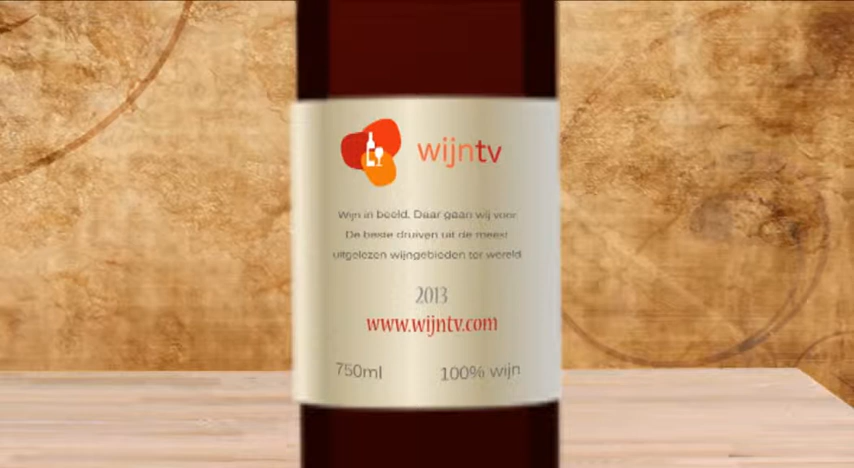 wijntv
Wijn in beeld. Daar gaan wij voor
De beste druiven uit de meest
uitgelezen wijngebieden ter wereld
2013
www.wijntv.com
750ml
100% wijn